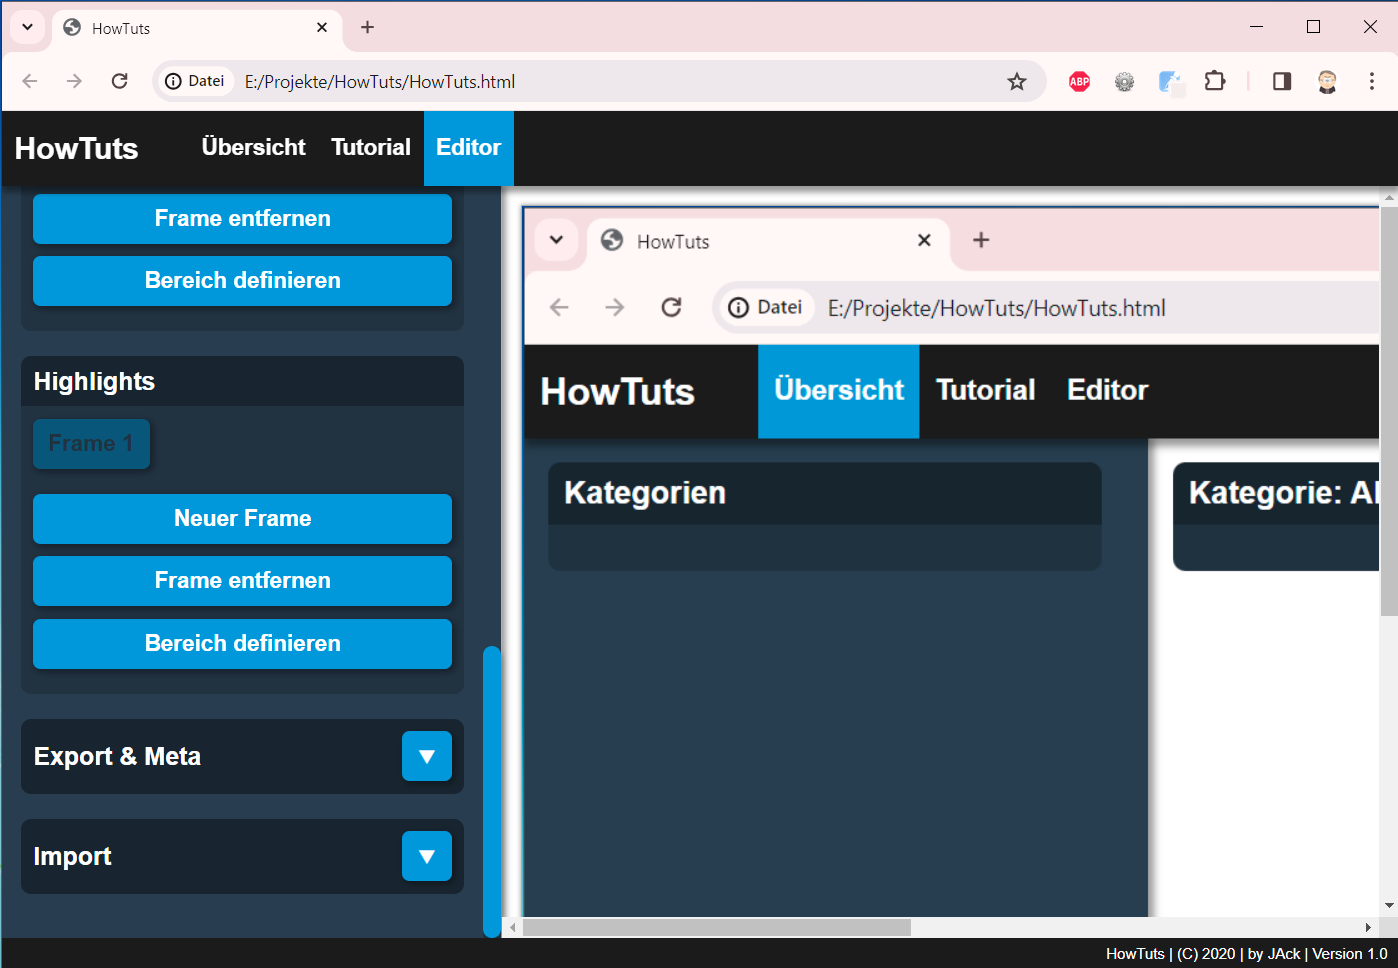 HowTuts
Datei E:/Projekte/HowTuts/HowTuts.html
ABP
HowTuts Übersicht Tutorial Editor
Frame entfernen
Bereich definieren
Highlights
Frame 1
Neuer Frame
Frame entfernen
Bereich definieren
Export & Meta
Import
HowTuts
Datei E:/Projekte/HowTuts/HowTuts.html
HowTuts Übersicht Tutorial Editor
Kategorien
Kategorie:
HowTuts | (C) 2020 | by JAck | Version 1.0